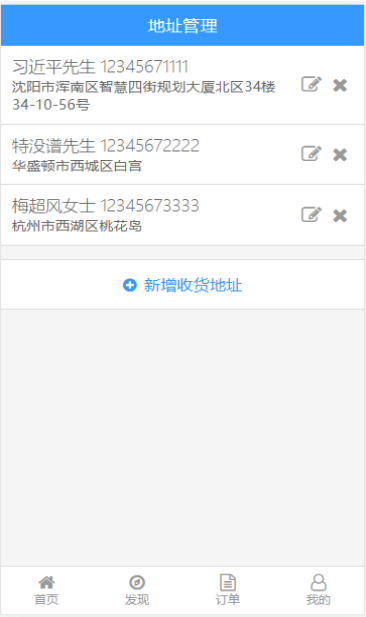 地址管理
习近平先生 12345671111
沈阳市浑南区智慧四街规划大厦北区34楼
34-10-56号
特没谱先生 12345672222
华盛顿市西城区白宫
梅超风女士 12345673333
杭州市西湖区桃花岛
新增收货地址
首页 发现 订单 我的